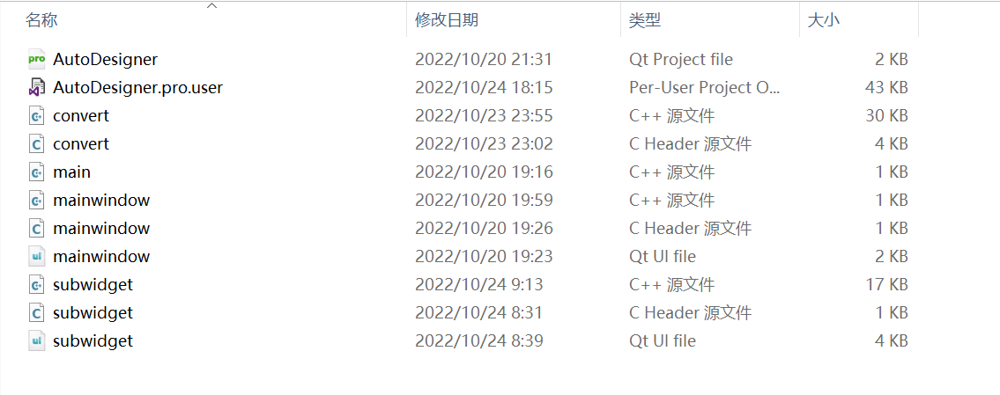 名称 修改日期 类型 大小
AutoDesigner 2022/10/20 21:31 Qt Project file 2 KB
AutoDesigner.pro.user 2022/10/24 18:15 Per-User Project O... 43 KB
convert 2022/10/23 23:55 C++ 源文件 30 KB
convert 2022/10/23 23:02 C Header 源文件 4 KB
main 2022/10/20 19:16 C++ 源文件 1 KB
mainwindow 2022/10/20 19:59 C++ 源文件 1 KB
mainwindow 2022/10/20 19:26 C Header 源文件 1 KB
mainwindow 2022/10/20 19:23 Qt UI file 2 KB
subwidget 2022/10/24 9:13 C++ 源文件 17 KB
subwidget 2022/10/24 8:31 C Header 源文件 1 KB
subwidget 2022/10/24 8:39 Qt UI file 4 KB